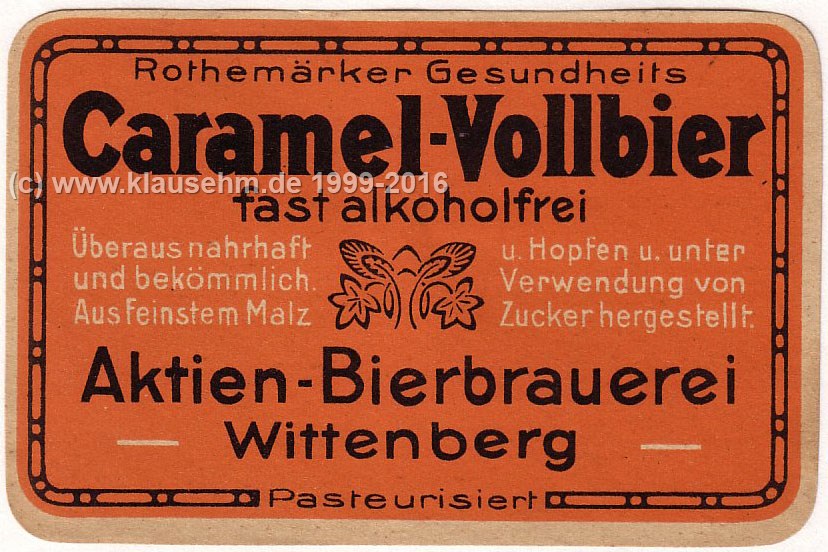 Rothemärker Gesundheits
Caramel-Vollbier
(c) www.klausehm.de 1999-2016
fast alkoholfrei
Überaus nahrhaft
und bekömmlich.
Aus Feinstem Malz
u. Hopfen u. unter
Verwendung von
Zucker hergestellt.
Aktien-Bierbrauerei
Wittenberg
Pasteurisiert